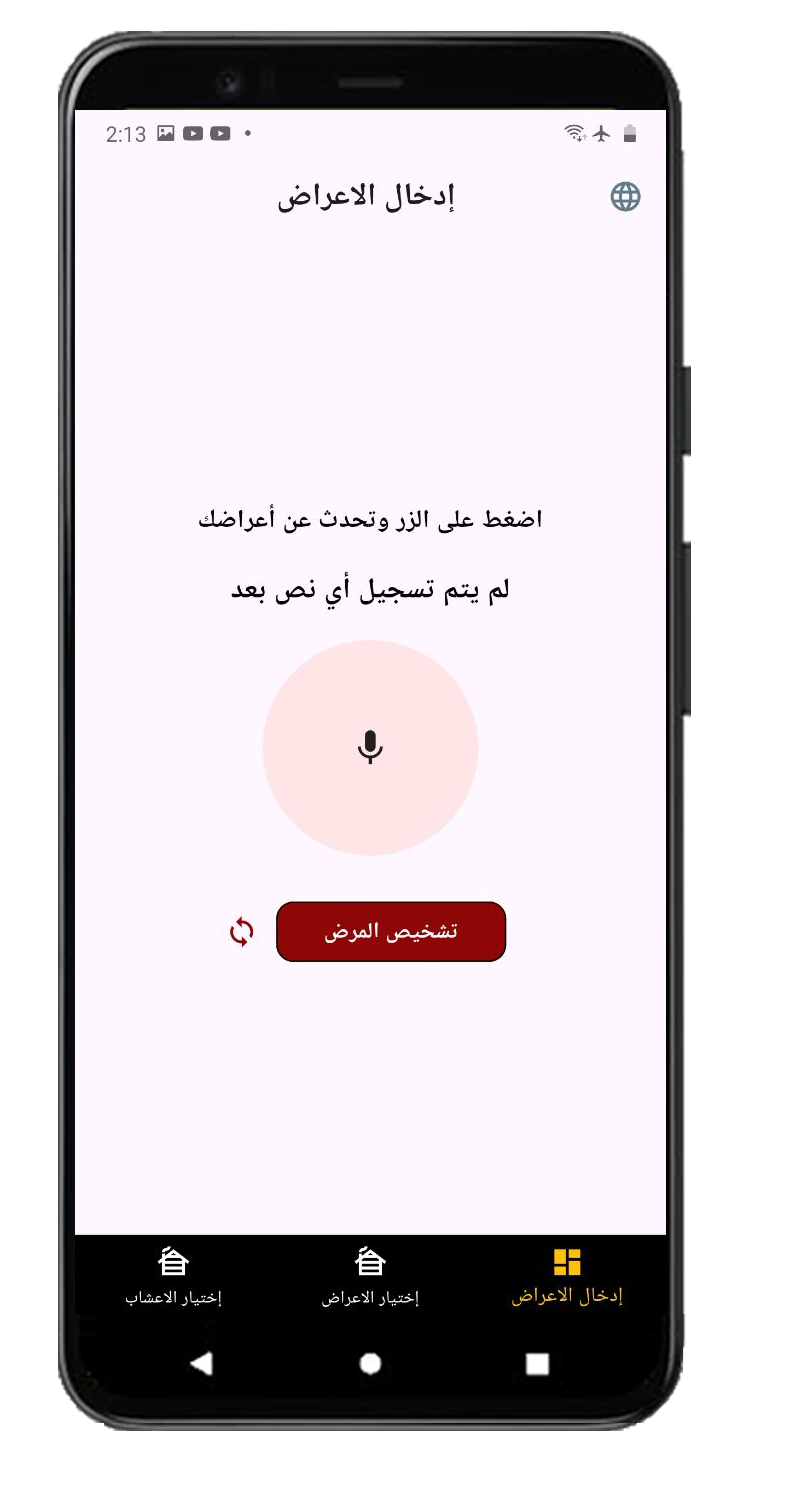 2:13
إدخال الاعراض
اضغط على الزر وتحدث عن أعراضك
لم يتم تسجيل أي نص بعد
تشخيص المرض
إدخال الاعراض
إختيار الاعراض
إختيار الاعشاب